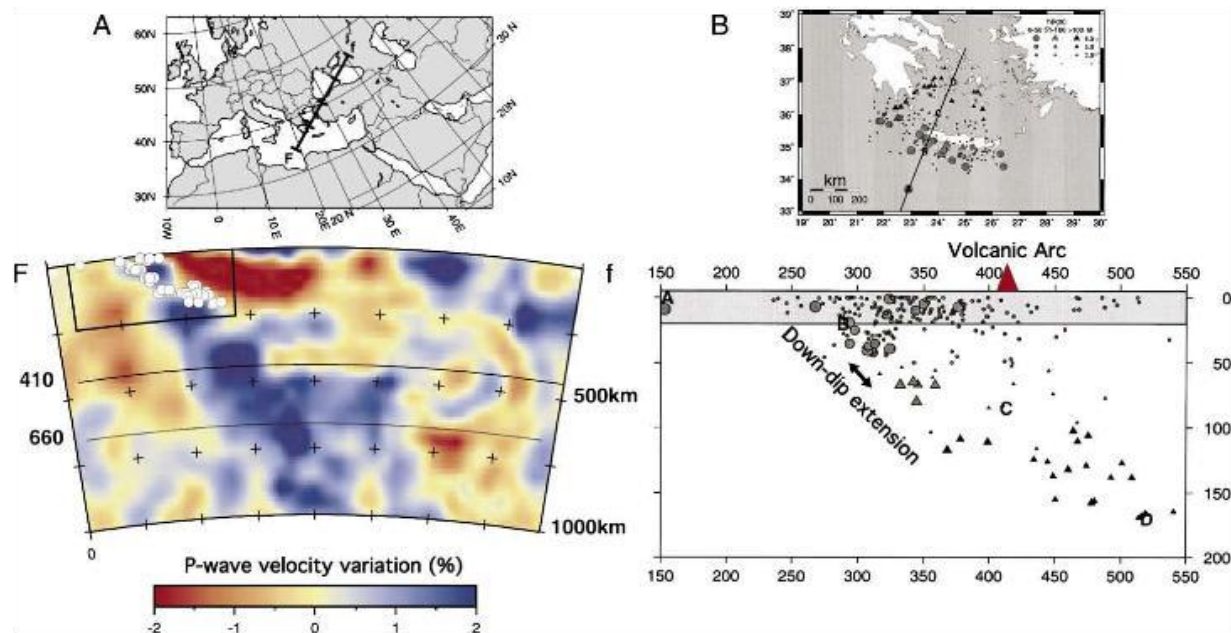 A
60N
50N
40N
30N
10W
0
10 E
20E
20 N
30E
40E
10N
20N
30 N
F
f
B
39°
38°
37°
36°
35°
34°
33°
19° 20° 21° 22° 23° 24° 25° 26° 27° 28° 29° 30°
km
0 100 200
D
C
B
F
f
410
660
500km
1000km
0
P-wave velocity variation (%)
-2 -1 0 1 2
Volcanic Arc
150 200 250 300 350 400 450 500 550
A
B
C
D
Down-dip extension
0
50
100
150
200
150 200 250 300 350 400 450 500 550